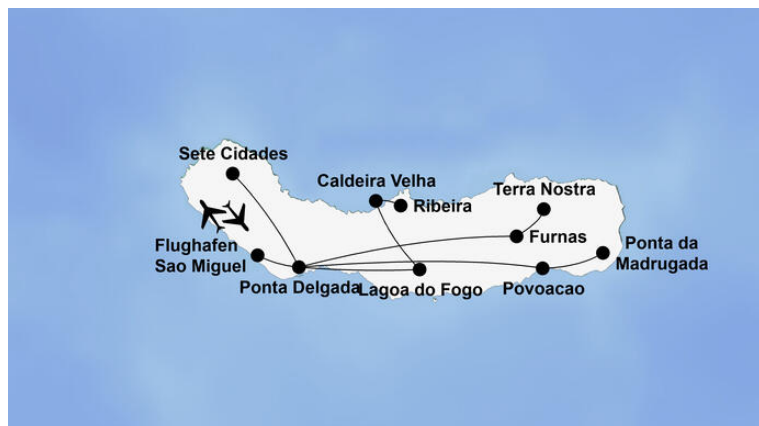 Sete Cidades
Caldeira Velha
Ribeira
Terra Nostra
Furnas
Flughafen
Sao Miguel
Ponta da
Madrugada
Ponta Delgada
Lagoa do Fogo
Povoacao